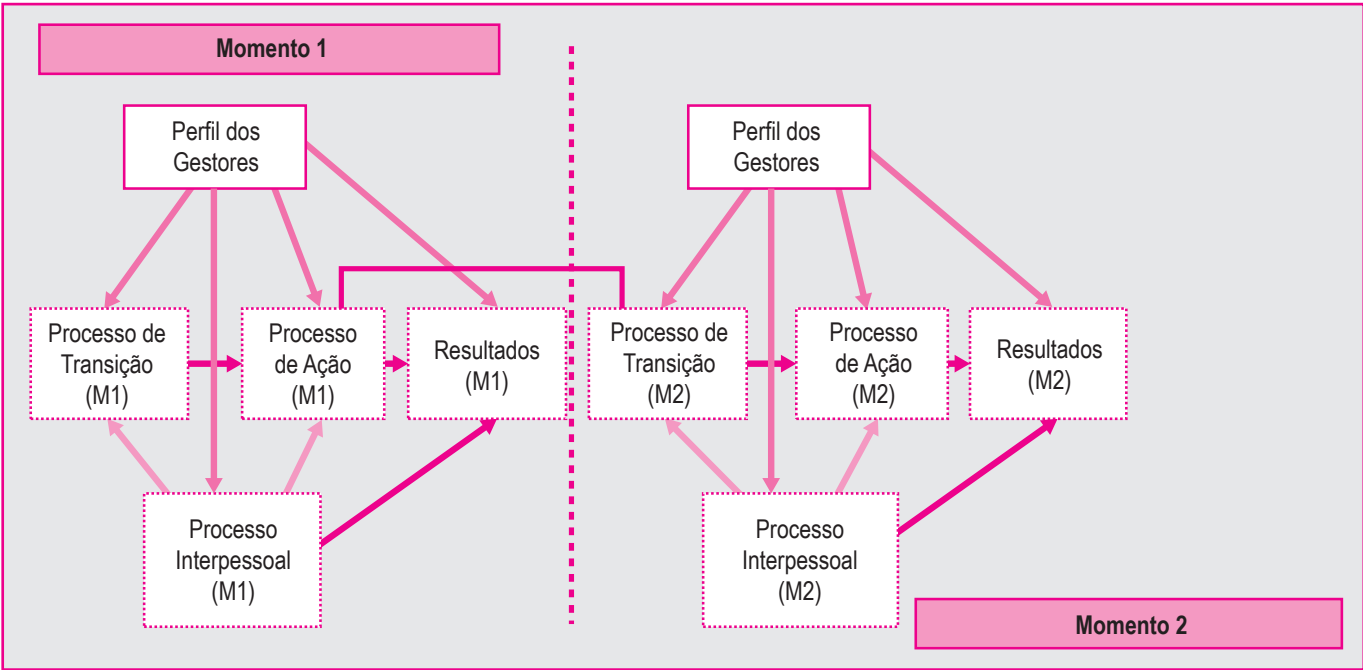 Momento 1
Perfil dos
Gestores
Processo de
Transição
(M1)
Processo
de Ação
(M1)
Resultados
(M1)
Processo
Interpessoal
(M1)
Perfil dos
Gestores
Processo de
Transição
(M2)
Processo
de Ação
(M2)
Resultados
(M2)
Processo
Interpessoal
(M2)
Momento 2